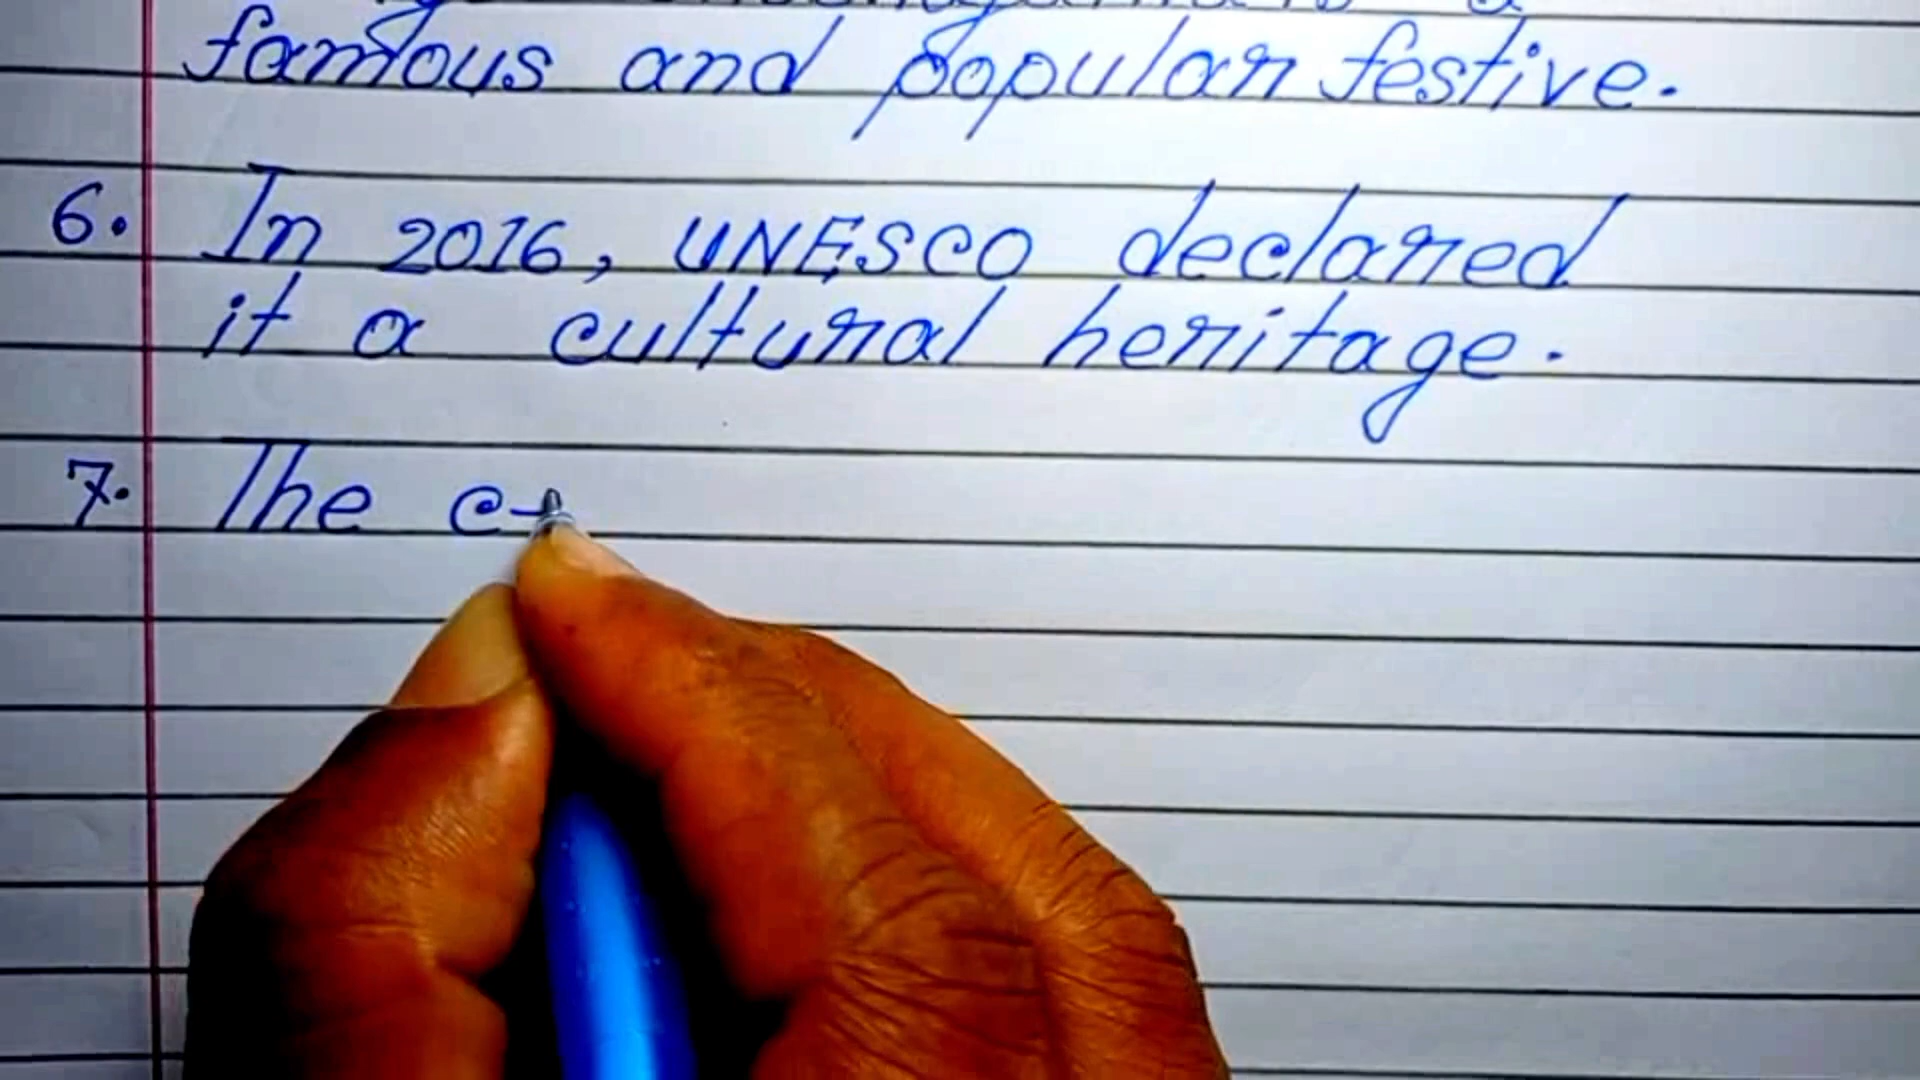 famous and popular festive.
6. In 2016, UNESCO declared
it a cultural heritage.
7. The